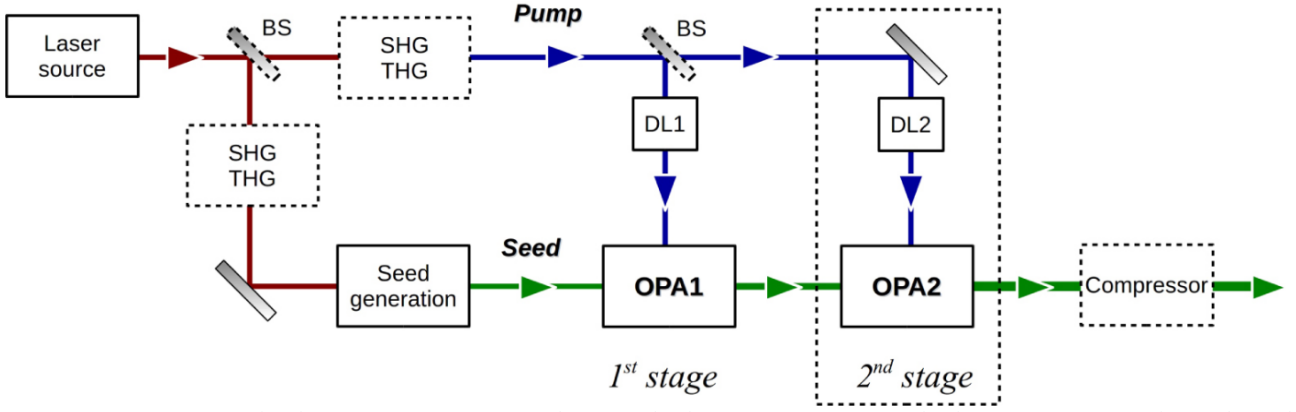 Laser
source
BS
SHG
THG
Pump
BS
DL1
DL2
SHG
THG
Seed
generation
Seed
OPA1
OPA2
Compressor
1st stage
2nd stage